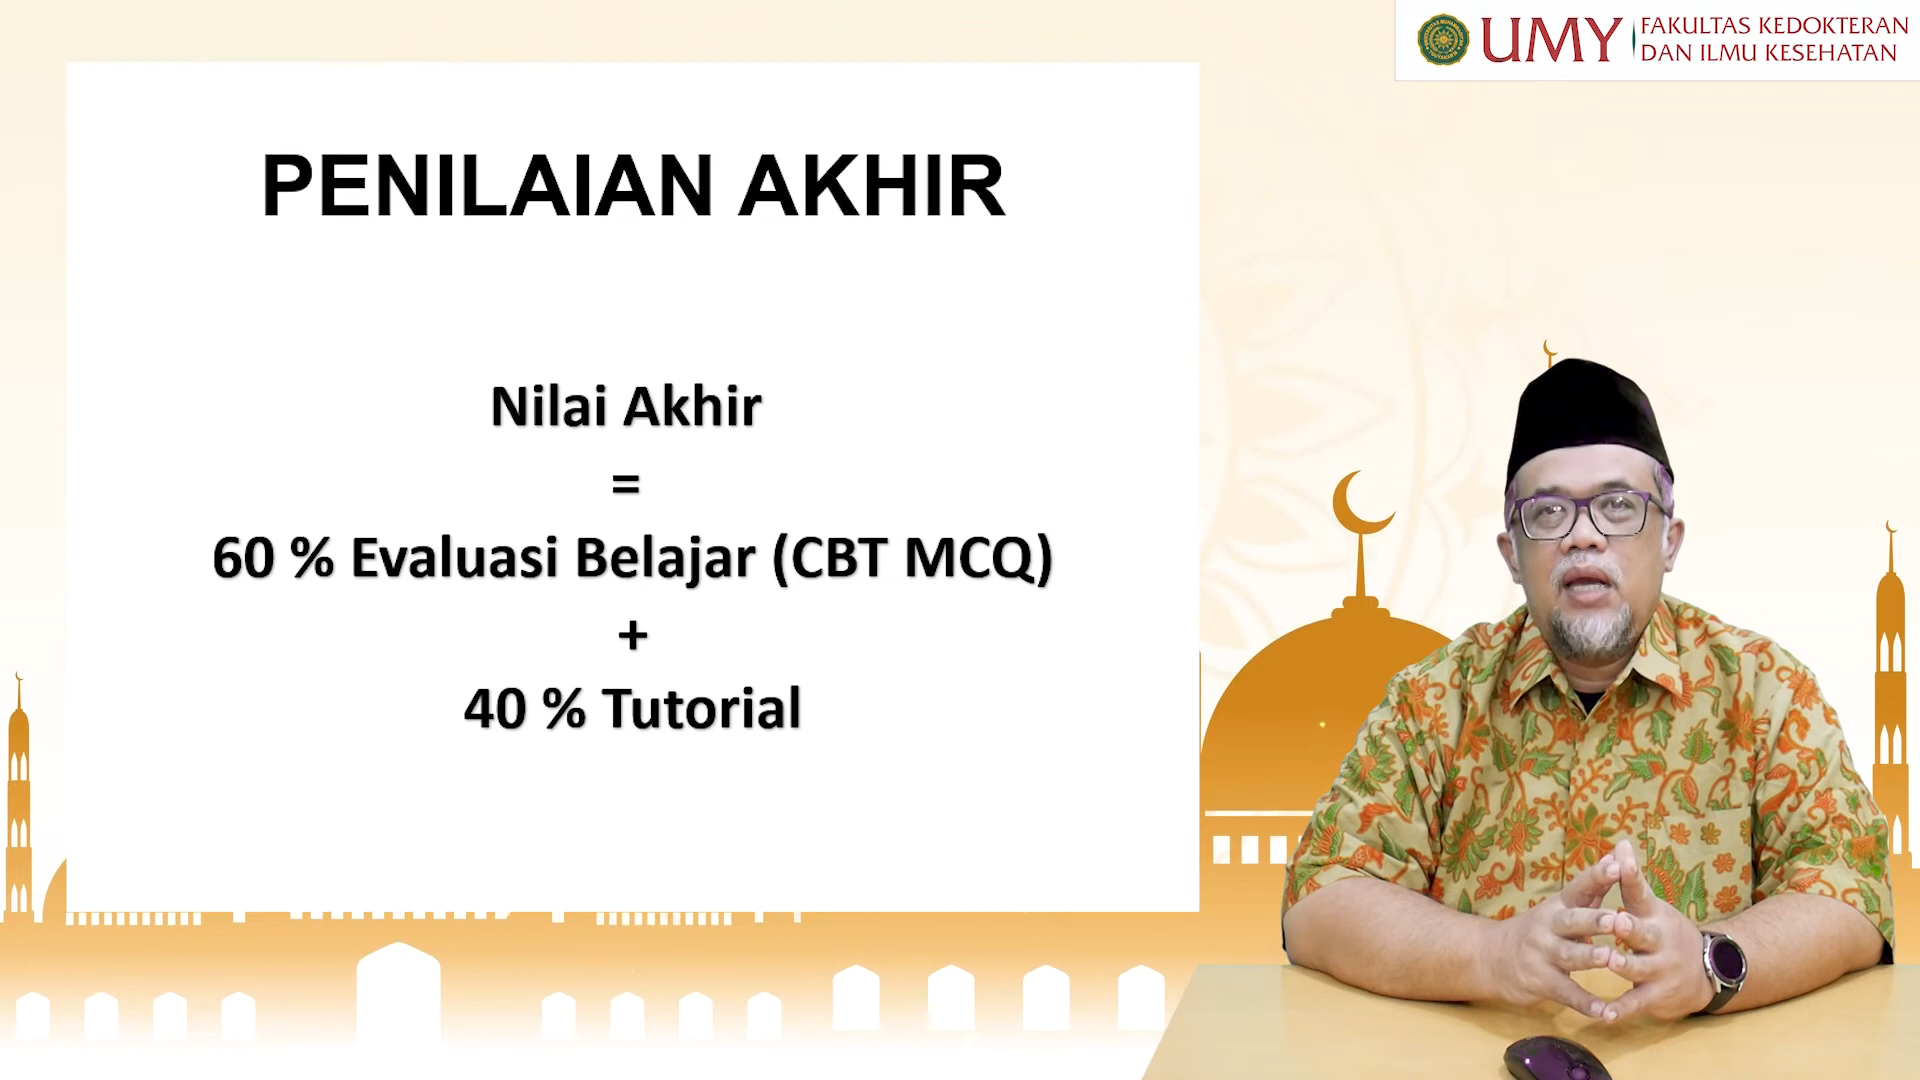 UMY
FAKULTAS KEDOKTERAN
DAN ILMU KESEHATAN
PENILAIAN AKHIR
Nilai Akhir
=
60 % Evaluasi Belajar (CBT MCQ)
+
40 % Tutorial